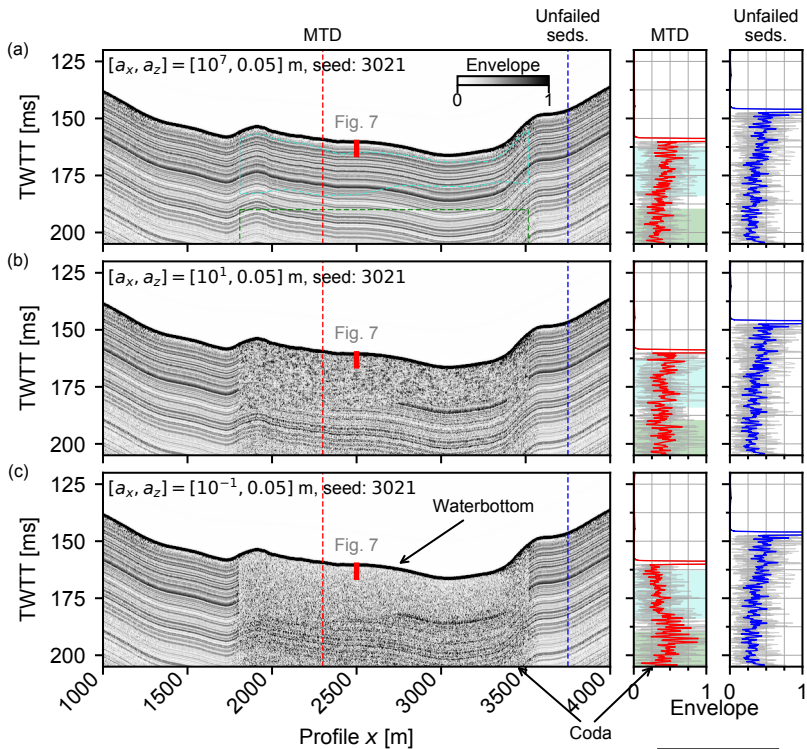 MTD
Unfailed
seds.
MTD
Unfailed
seds.
(a)
[a_x, a_z] = [10^7, 0.05] m, seed: 3021
Envelope
0 1
Fig. 7
TWTT [ms]
125
150
175
200
(b)
[a_x, a_z] = [10^1, 0.05] m, seed: 3021
Fig. 7
TWTT [ms]
125
150
175
200
(c)
[a_x, a_z] = [10^−1, 0.05] m, seed: 3021
Waterbottom
Fig. 7
TWTT [ms]
125
150
175
200
1000 1500 2000 2500 3000 3500 4000
Profile x [m]
Coda
0 1 0 1
Envelope